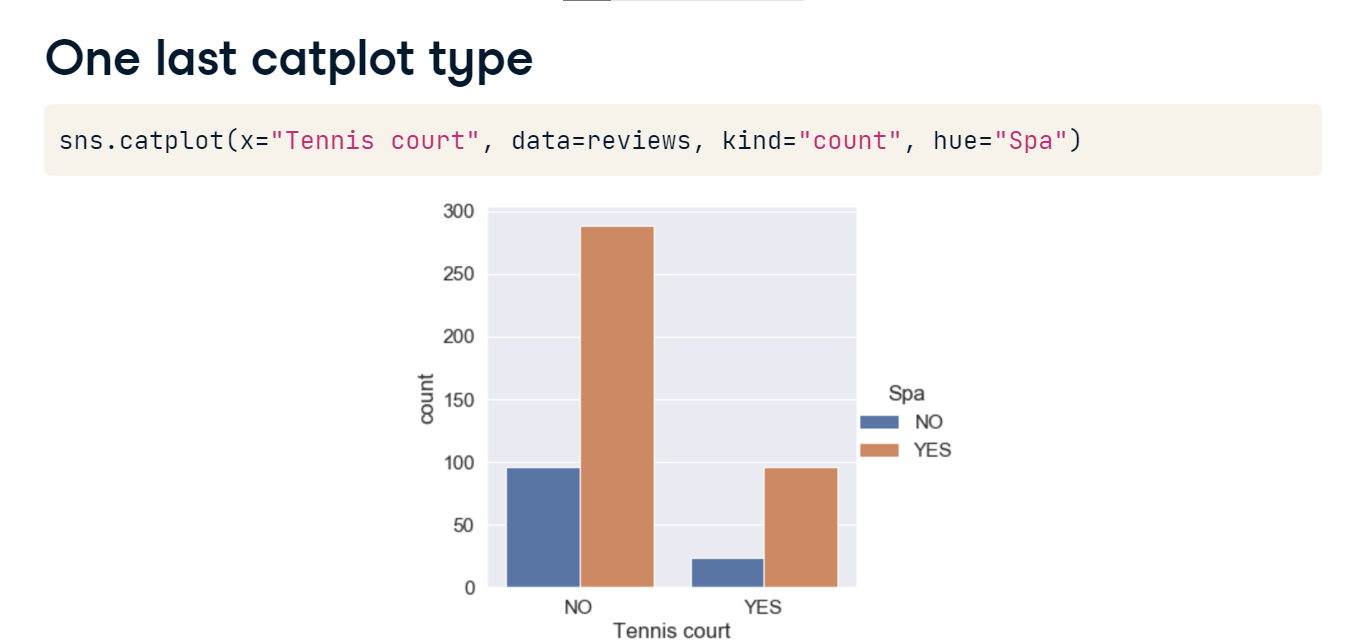 One last catplot type
sns.catplot(x="Tennis court", data=reviews, kind="count", hue="Spa")
300
250
200
150
100
50
0
count
NO
YES
Tennis court
Spa
NO
YES